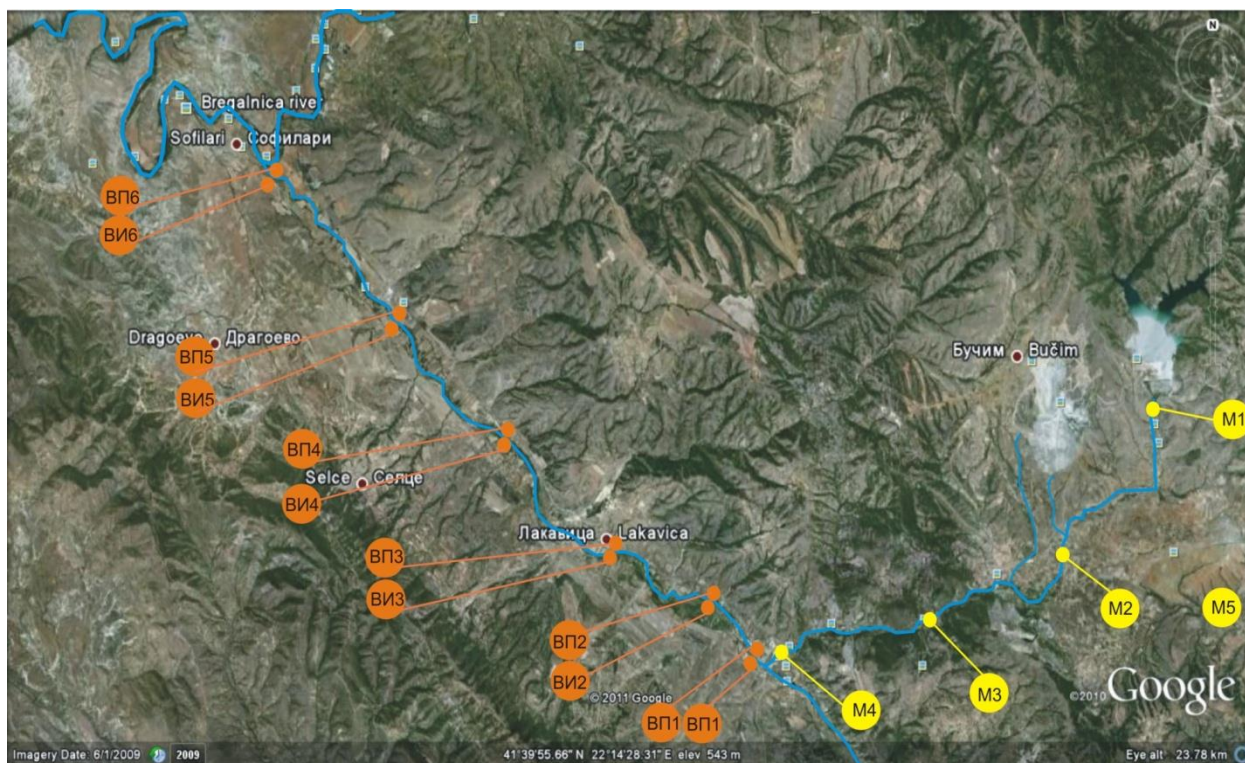 N
Bregalnica river
Sofilari Софилари
ВП6
ВИ6
Dragoevo Драгоево
ВП5
ВИ5
Бучим Bučim
M1
ВП4
Selce Селце
ВИ4
Лакавица Lakavica
ВП3
ВИ3
M2
M5
ВП2
ВИ2
M3
M4
ВП1 ВП1
© 2011 Google
©2010 Google
Imagery Date: 6/1/2009 2009 41°39'55.66" N 22°14'28.31" E elev 543 m Eye alt 23.78 km